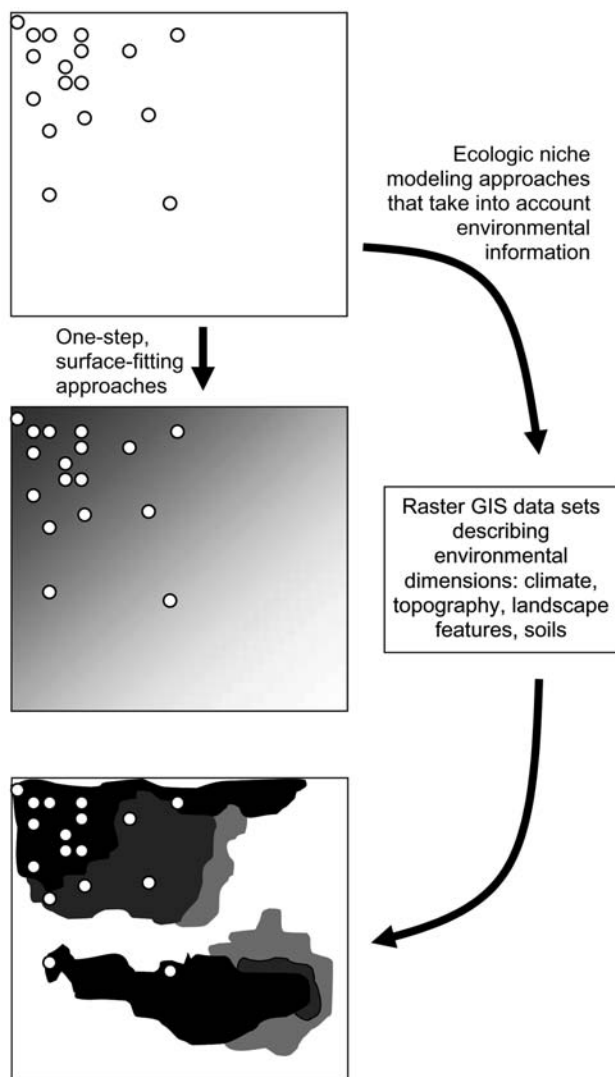 Ecologic niche
modeling approaches
that take into account
environmental
information
One-step,
surface-fitting
approaches
Raster GIS data sets
describing
environmental
dimensions: climate,
topography, landscape
features, soils